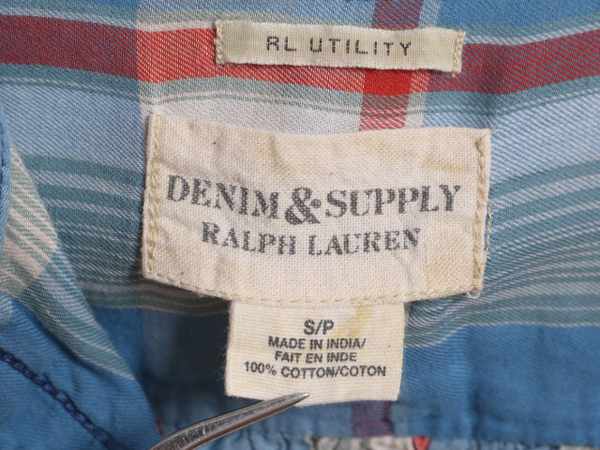 RL UTILITY
DENIM & SUPPLY
RALPH LAUREN
S/P
MADE IN INDIA/
FAIT EN INDE
100% COTTON/COTON